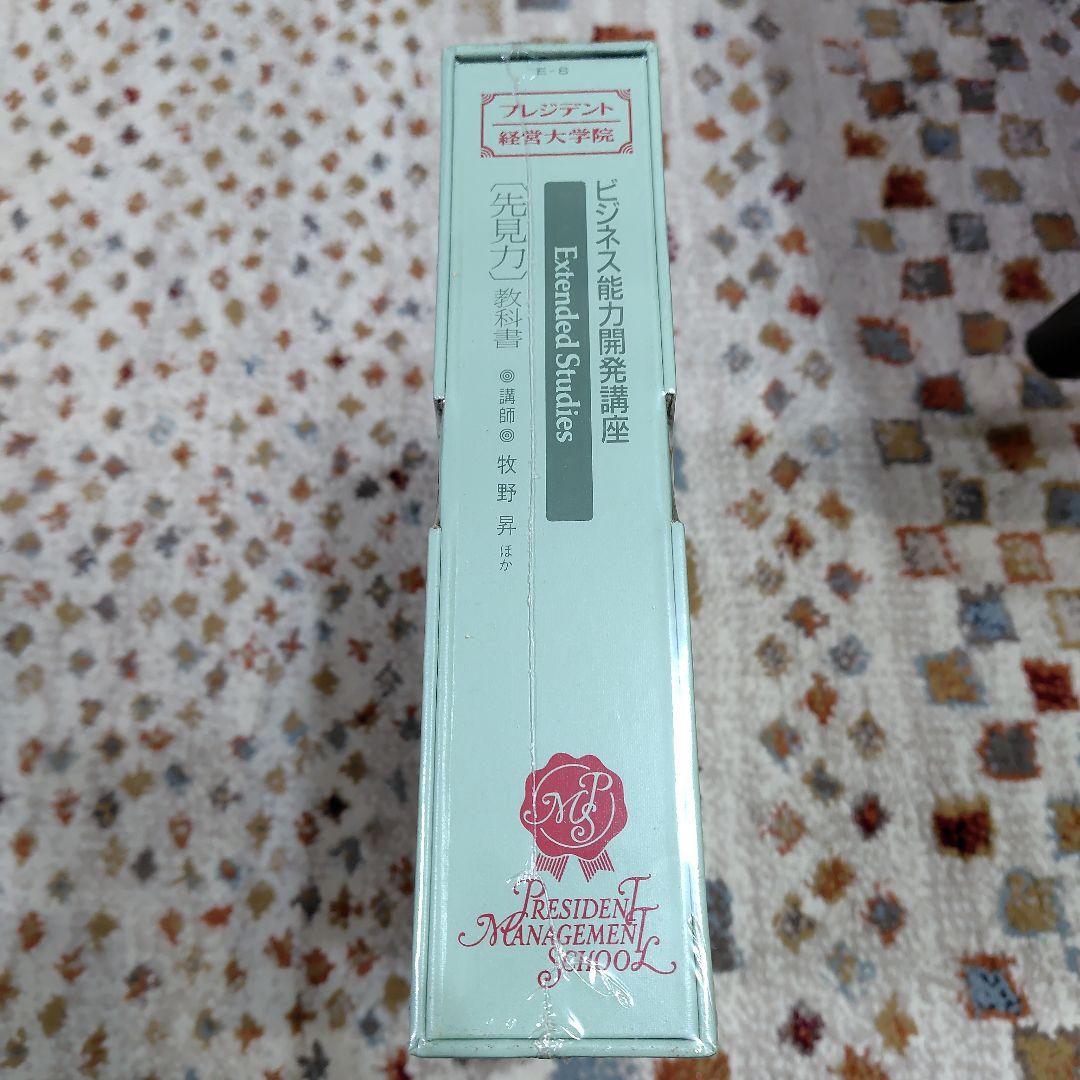 E-8
プレジデント
経営大学院
ビジネス能力開発講座
Extended Studies
〔先見力〕教科書 ◎講師◎ 牧野 昇 ほか
MPS
PRESIDENT
MANAGEMENT
SCHOOL